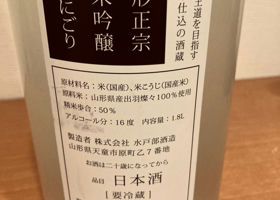 王道を目指す
仕込の酒蔵
正宗
米吟醸
にごり
原材料名：米（国産）、米こうじ（国産米）
原料米：山形県産出羽燦々100％使用
精米歩合：50％
アルコール分：16度 内容量：1.8L
製造者 株式会社 水戸部酒造
山形県天童市原町乙7番地
お酒は二十歳になってから
品目 日本酒
［要冷蔵］